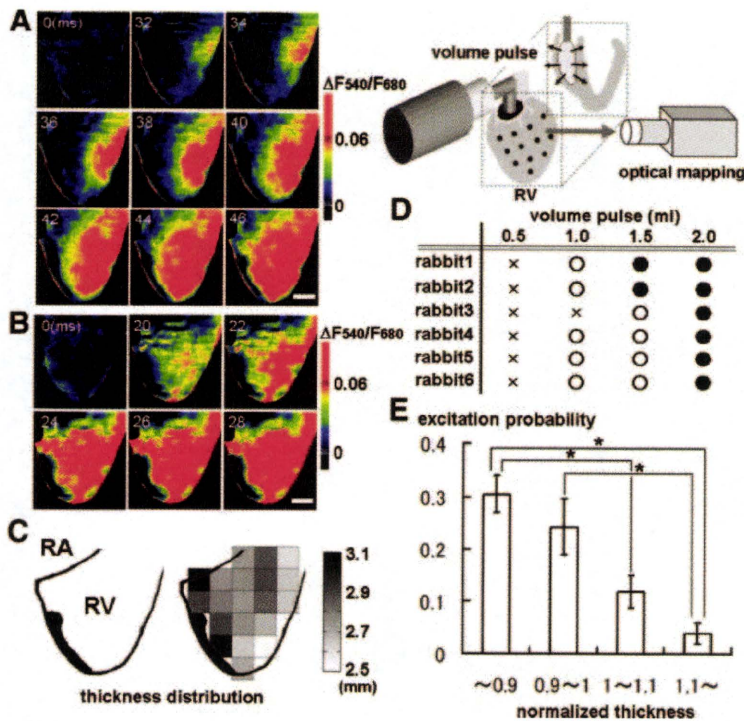 A
0(ms) 32 34
ΔF540/F680
36 38 40
0.06
0
42 44 46
volume pulse
RV
optical mapping
B
0(ms) 20 22
ΔF540/F680
0.06
24 26 28
0
C
RA
RV
3.1
2.9
2.7
2.5
(mm)
thickness distribution
D
volume pulse (ml)
0.5 1.0 1.5 2.0
rabbit1 × ○ ● ●
rabbit2 × ○ ● ●
rabbit3 × × ○ ●
rabbit4 × ○ ○ ●
rabbit5 × ○ ○ ●
rabbit6 × ○ ○ ●
E
excitation probability
0.4
0.3
0.2
0.1
0
* * *
~0.9 0.9~1 1~1.1 1.1~
normalized thickness